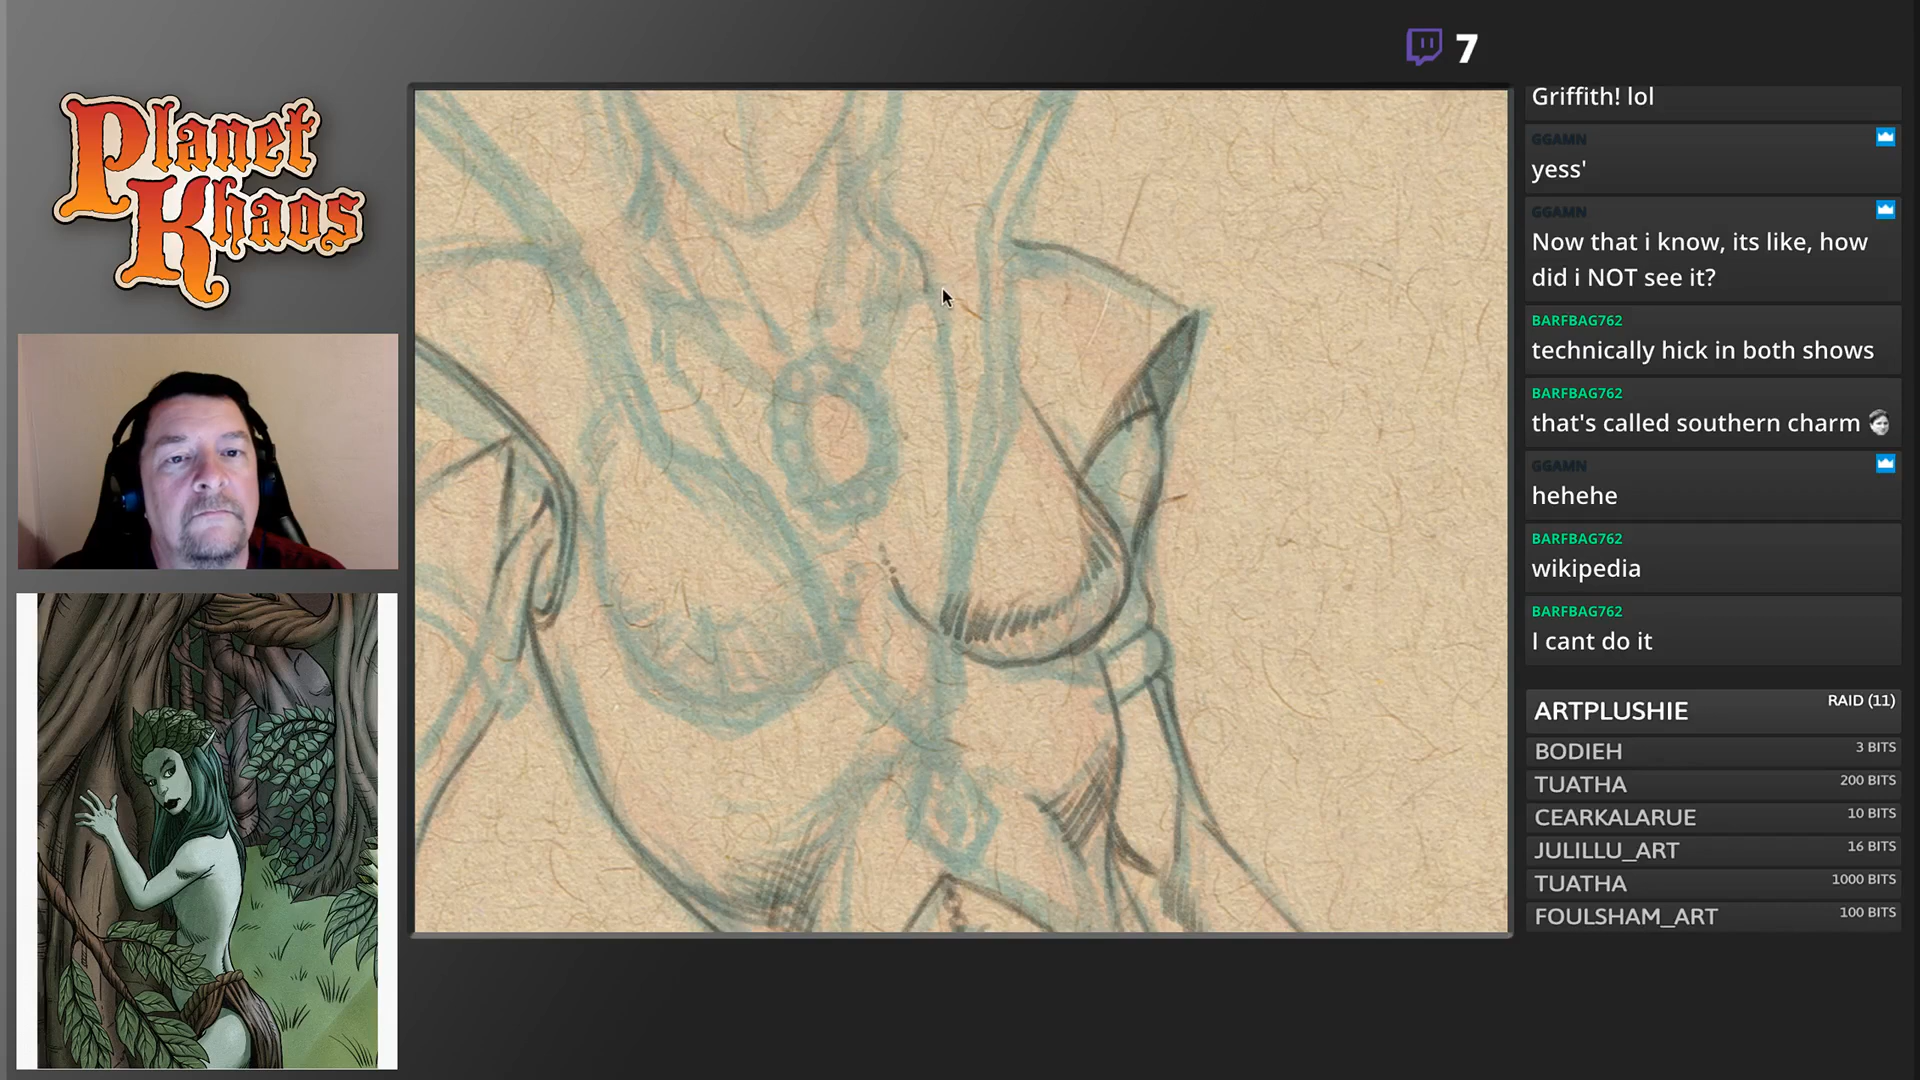 7
Planet
Khaos
Griffith! lol
GGAMN
yess'
GGAMN
Now that i know, its like, how
did i NOT see it?
BARFBAG762
technically hick in both shows
BARFBAG762
that's called southern charm
GGAMN
hehehe
BARFBAG762
wikipedia
BARFBAG762
I cant do it
ARTPLUSHIE RAID (11)
BODIEH 3 BITS
TUATHA 200 BITS
CEARKALARUE 10 BITS
JULILLU_ART 16 BITS
TUATHA 1000 BITS
FOULSHAM_ART 100 BITS